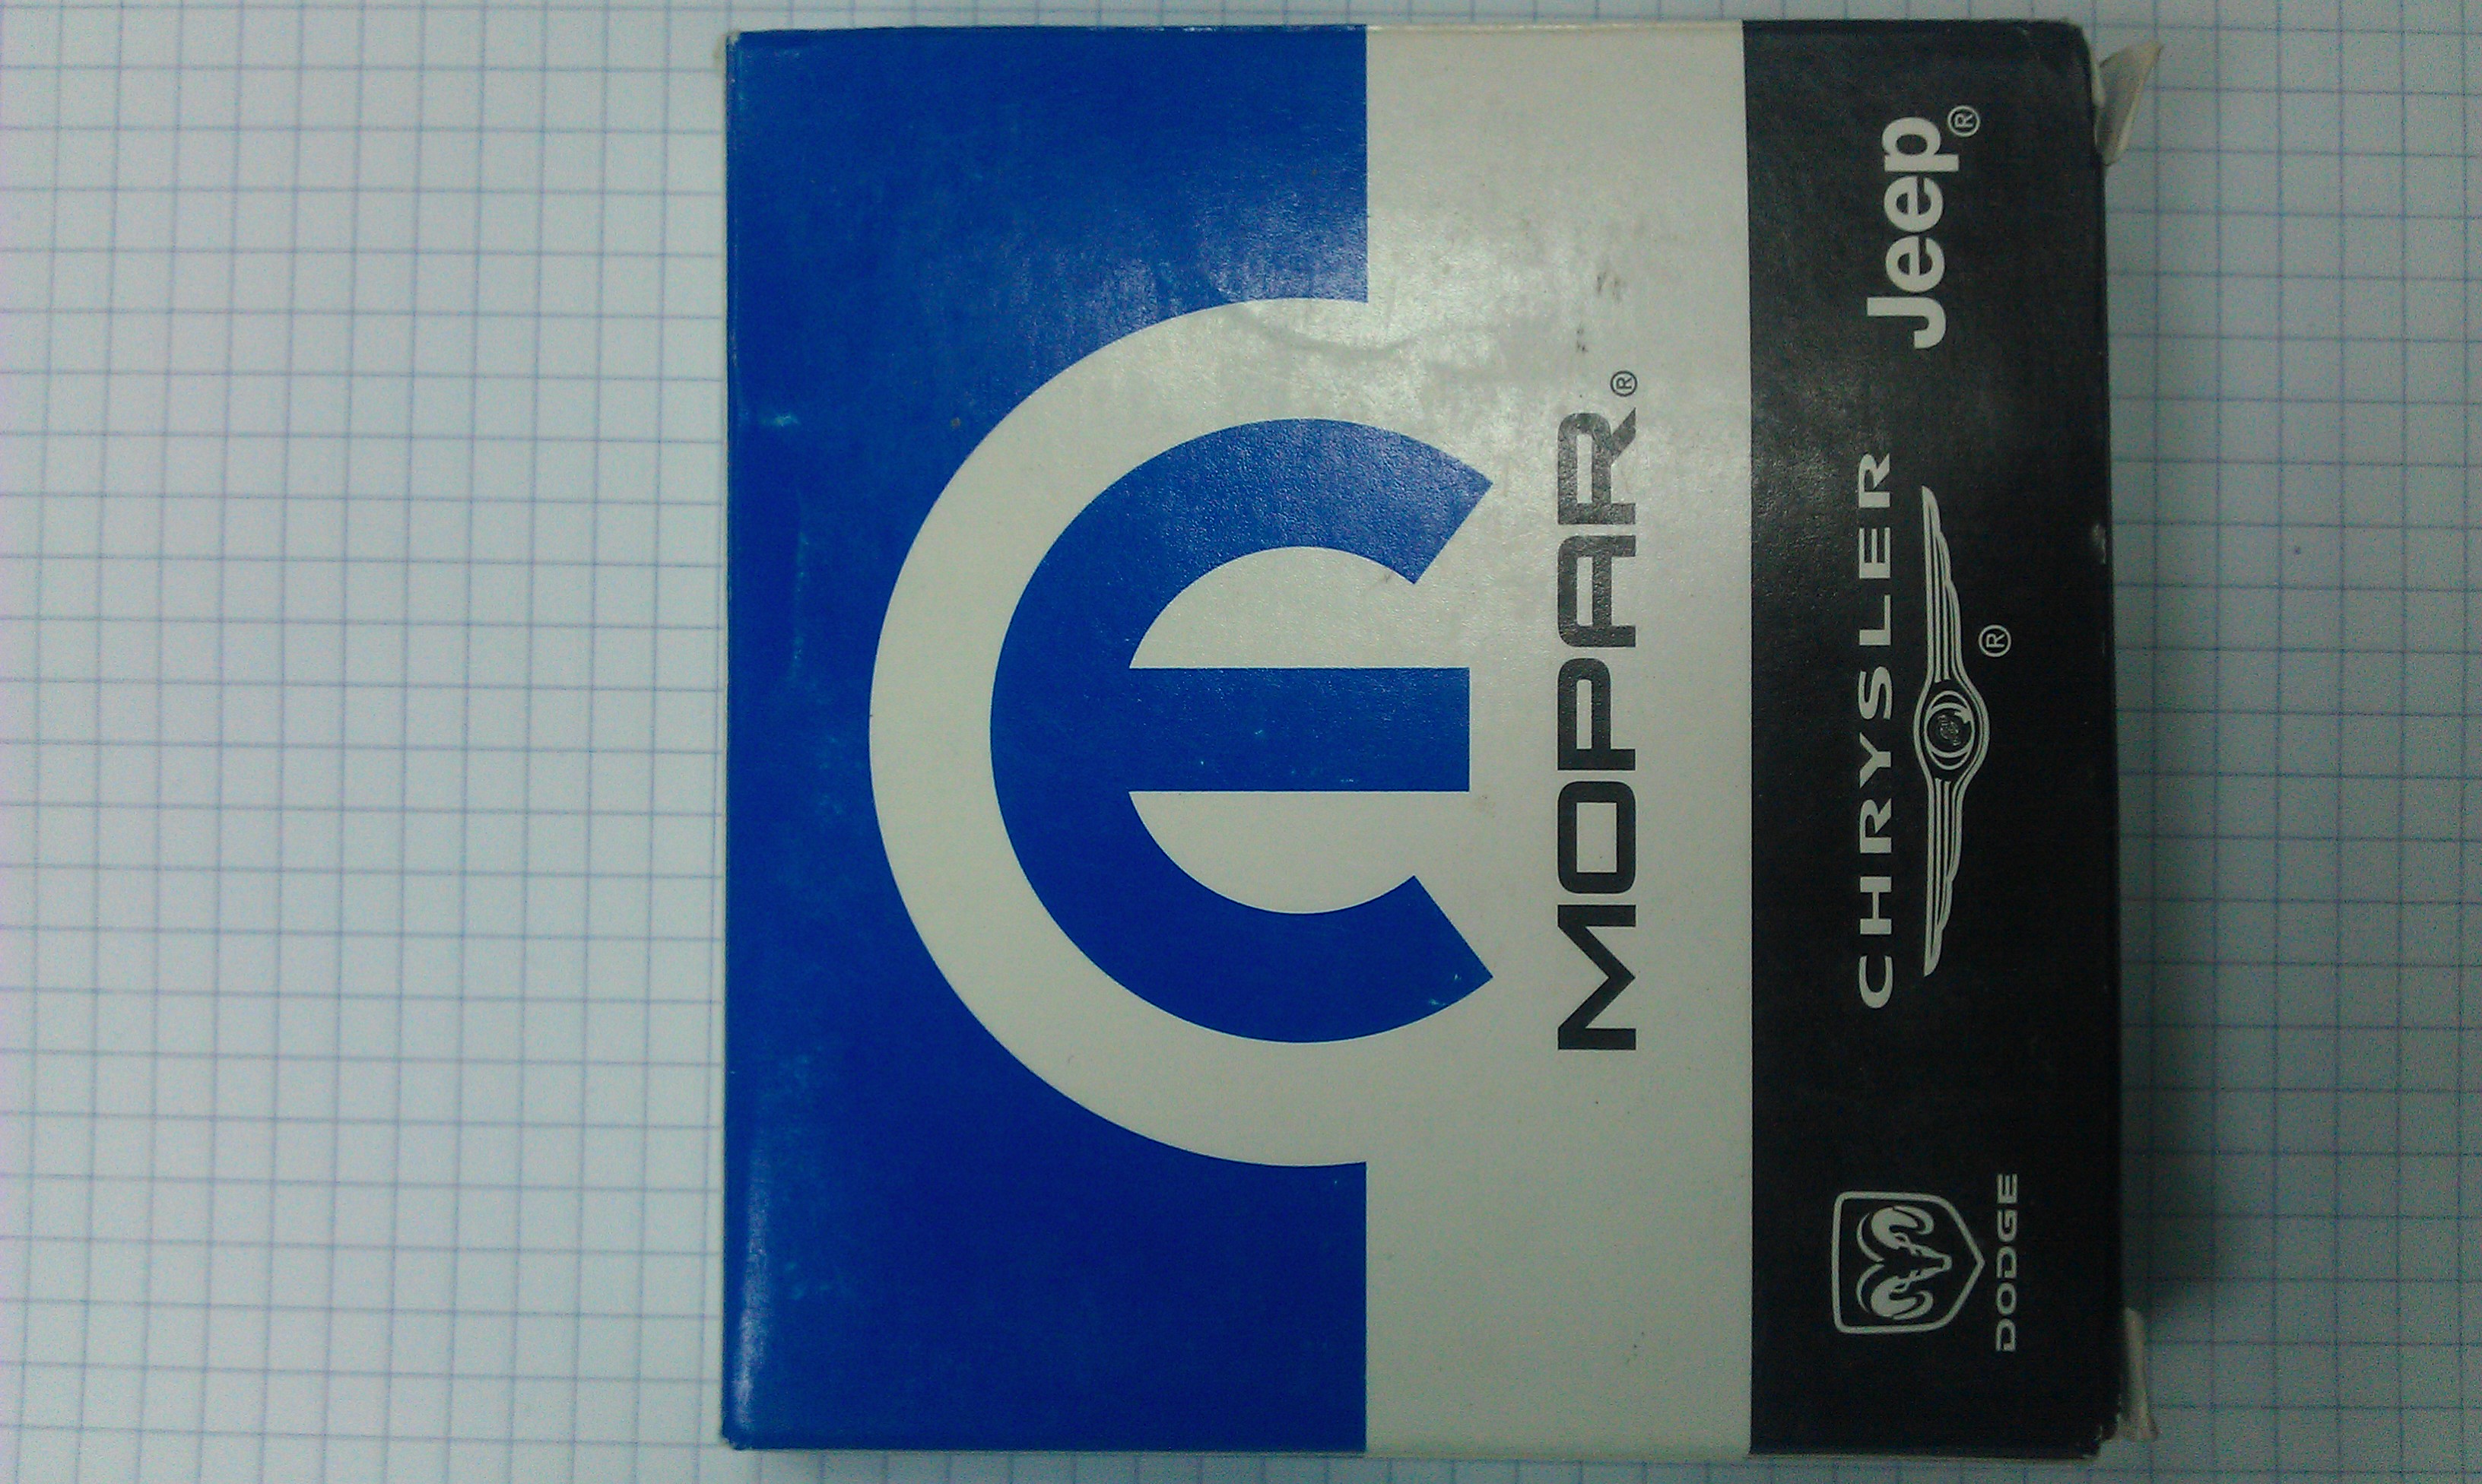 MOPAR®
DODGE
CHRYSLER
®
Jeep®